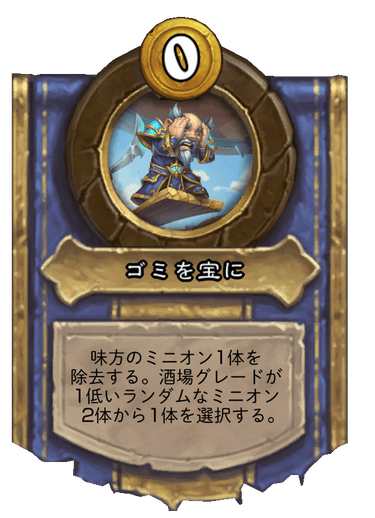 0
ゴミを宝に
味方のミニオン1体を
除去する。酒場グレードが
1低いランダムなミニオン
2体から1体を選択する。